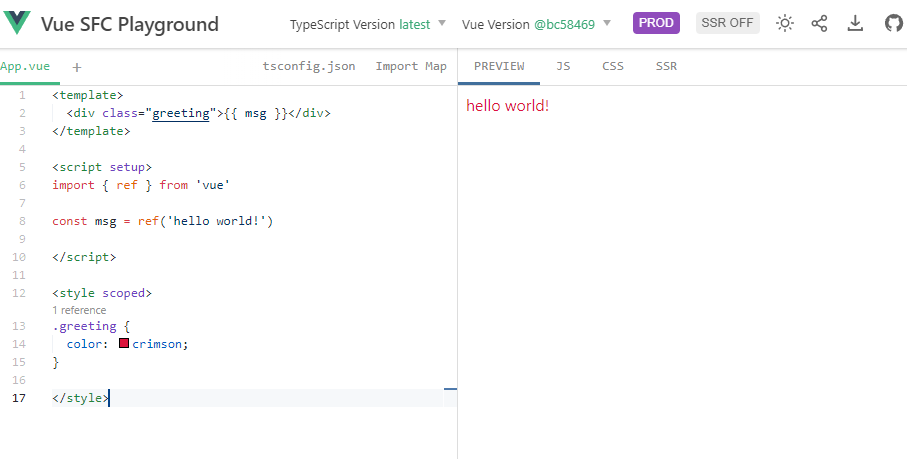 Vue SFC Playground
TypeScript Version latest
Vue Version @bc58469
PROD
SSR OFF
App.vue
+
tsconfig.json
Import Map
PREVIEW
JS
CSS
SSR
1 <template>
2   <div class="greeting">{{ msg }}</div>
3 </template>
4
5 <script setup>
6 import { ref } from 'vue'
7
8 const msg = ref('hello world!')
9
10 </script>
11
12 <style scoped>
1 reference
13 .greeting {
14   color: crimson;
15 }
16
17 </style>
hello world!